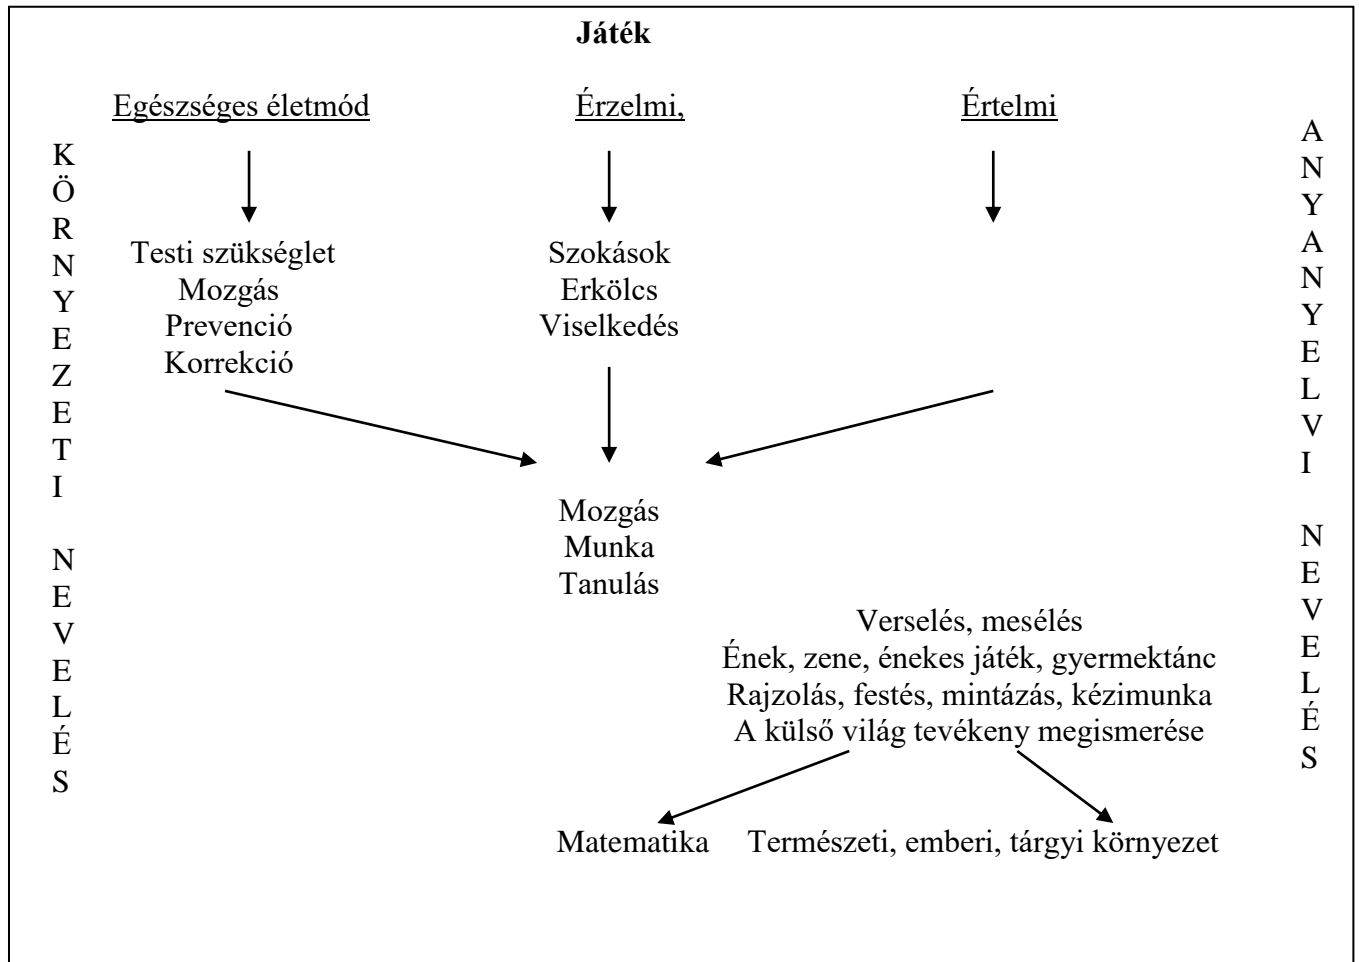 Játék
Egészséges életmód
Érzelmi,
Értelmi
KÖRNYEZETI NEVELÉS
ANYANYELVI NEVELÉS
Testi szükséglet
Mozgás
Prevenció
Korrekció
Szokások
Erkölcs
Viselkedés
Mozgás
Munka
Tanulás
Verselés, mesélés
Ének, zene, énekes játék, gyermektánc
Rajzolás, festés, mintázás, kézimunka
A külső világ tevékeny megismerése
Matematika
Természeti, emberi, tárgyi környezet